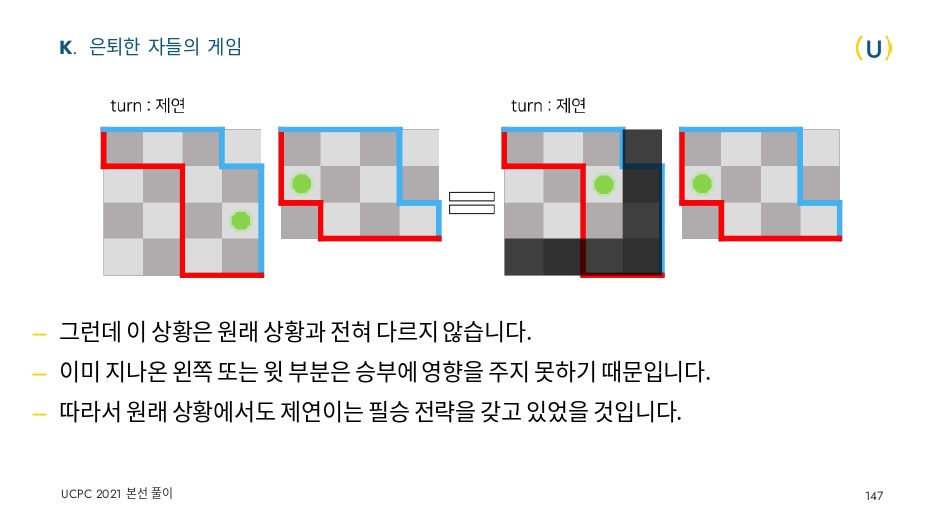 K. 은퇴한 자들의 게임
(U)
turn : 제연
turn : 제연
그런데 이 상황은 원래 상황과 전혀 다르지 않습니다.
이미 지나온 왼쪽 또는 윗 부분은 승부에 영향을 주지 못하기 때문입니다.
따라서 원래 상황에서도 제연이는 필승 전략을 갖고 있었을 것입니다.
UCPC 2021 본선 풀이
147